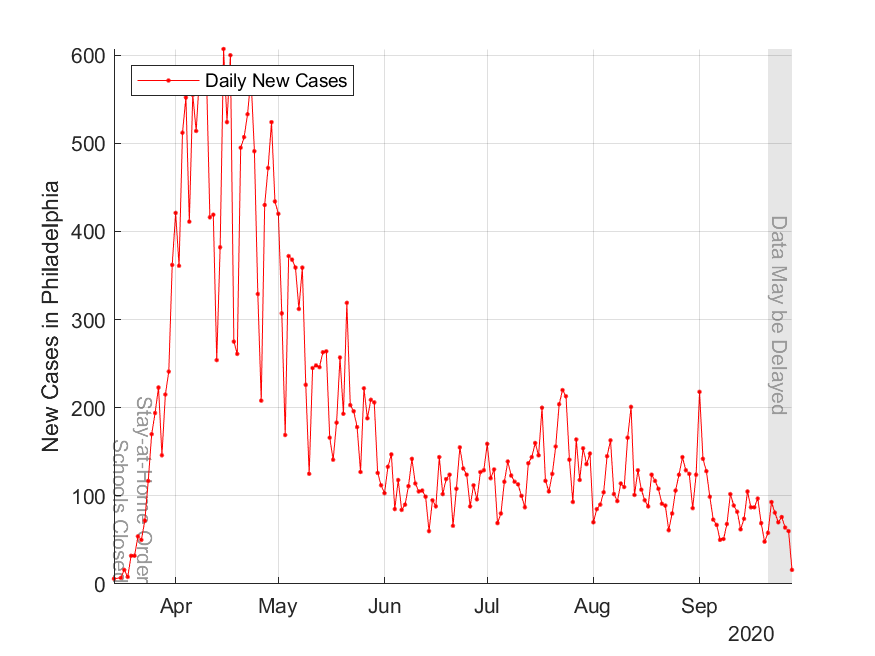 Daily New Cases
New Cases in Philadelphia
600
500
400
300
200
100
0
Schools Closed
Stay-at-Home Order
Data May be Delayed
Apr
May
Jun
Jul
Aug
Sep
2020